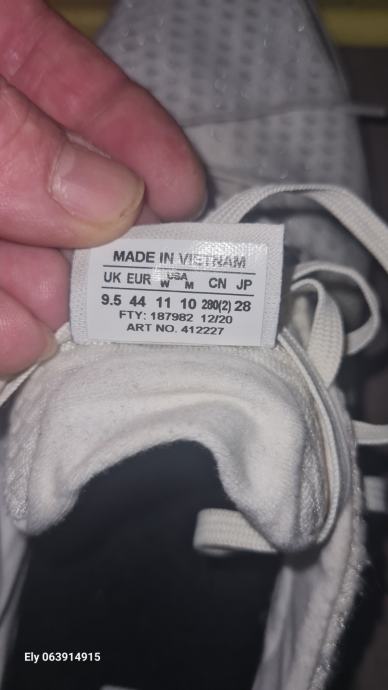 MADE IN VIETNAM
UK EUR USA W M CN JP
9.5 44 11 10 280(2) 28
FTY: 187982 12/20
ART NO. 412227
Ely 063914915